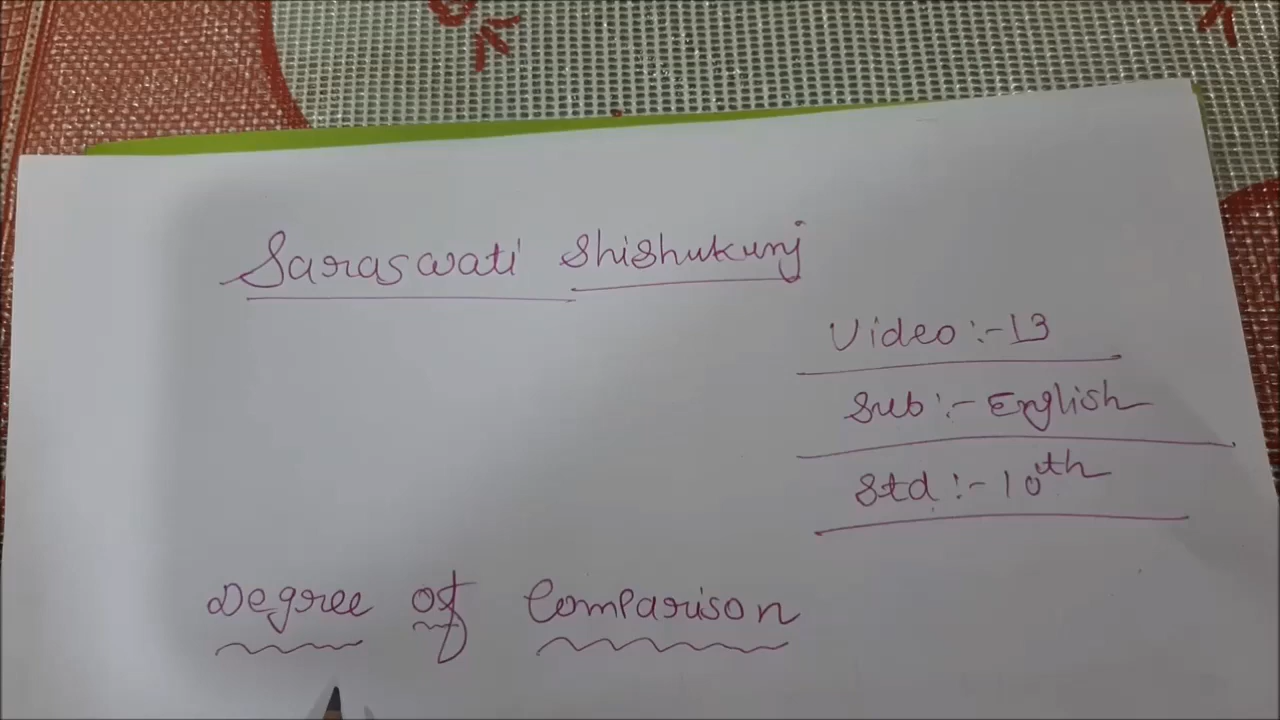 Saraswati Shishukunj
Video :- 13
Sub :- English
Std :- 10th
Degree of Comparison